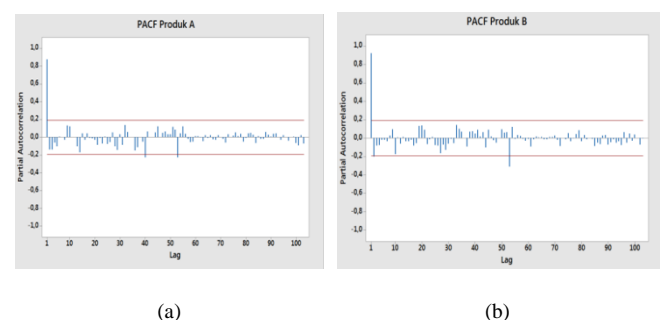 PACF Produk A
Partial Autocorrelation
1,0
0,8
0,6
0,4
0,2
0,0
-0,2
-0,4
-0,6
-0,8
-1,0
1 10 20 30 40 50 60 70 80 90 100
Lag
(a)
PACF Produk B
Partial Autocorrelation
1,0
0,8
0,6
0,4
0,2
0,0
-0,2
-0,4
-0,6
-0,8
-1,0
1 10 20 30 40 50 60 70 80 90 100
Lag
(b)